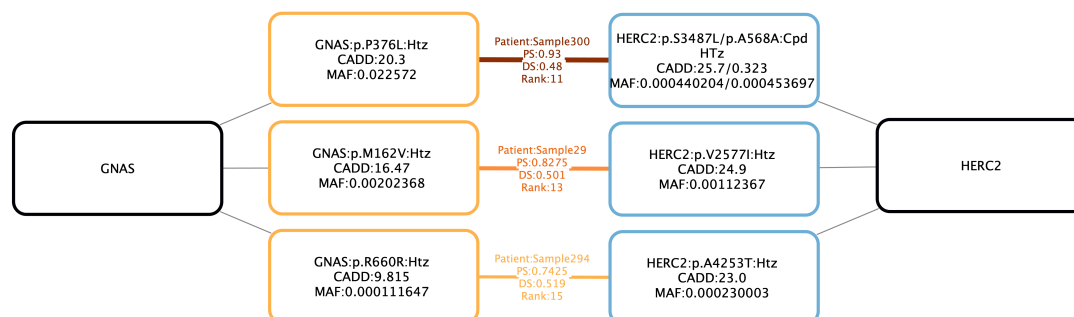 GNAS
GNAS:p.P376L:Htz
CADD:20.3
MAF:0.022572
Patient:Sample300
PS:0.93
DS:0.48
Rank:11
HERC2:p.S3487L/p.A568A:Cpd
HTz
CADD:25.7/0.323
MAF:0.000440204/0.000453697
GNAS:p.M162V:Htz
CADD:16.47
MAF:0.00202368
Patient:Sample29
PS:0.8275
DS:0.501
Rank:13
HERC2:p.V2577I:Htz
CADD:24.9
MAF:0.00112367
GNAS:p.R660R:Htz
CADD:9.815
MAF:0.000111647
Patient:Sample294
PS:0.7425
DS:0.519
Rank:15
HERC2:p.A4253T:Htz
CADD:23.0
MAF:0.000230003
HERC2